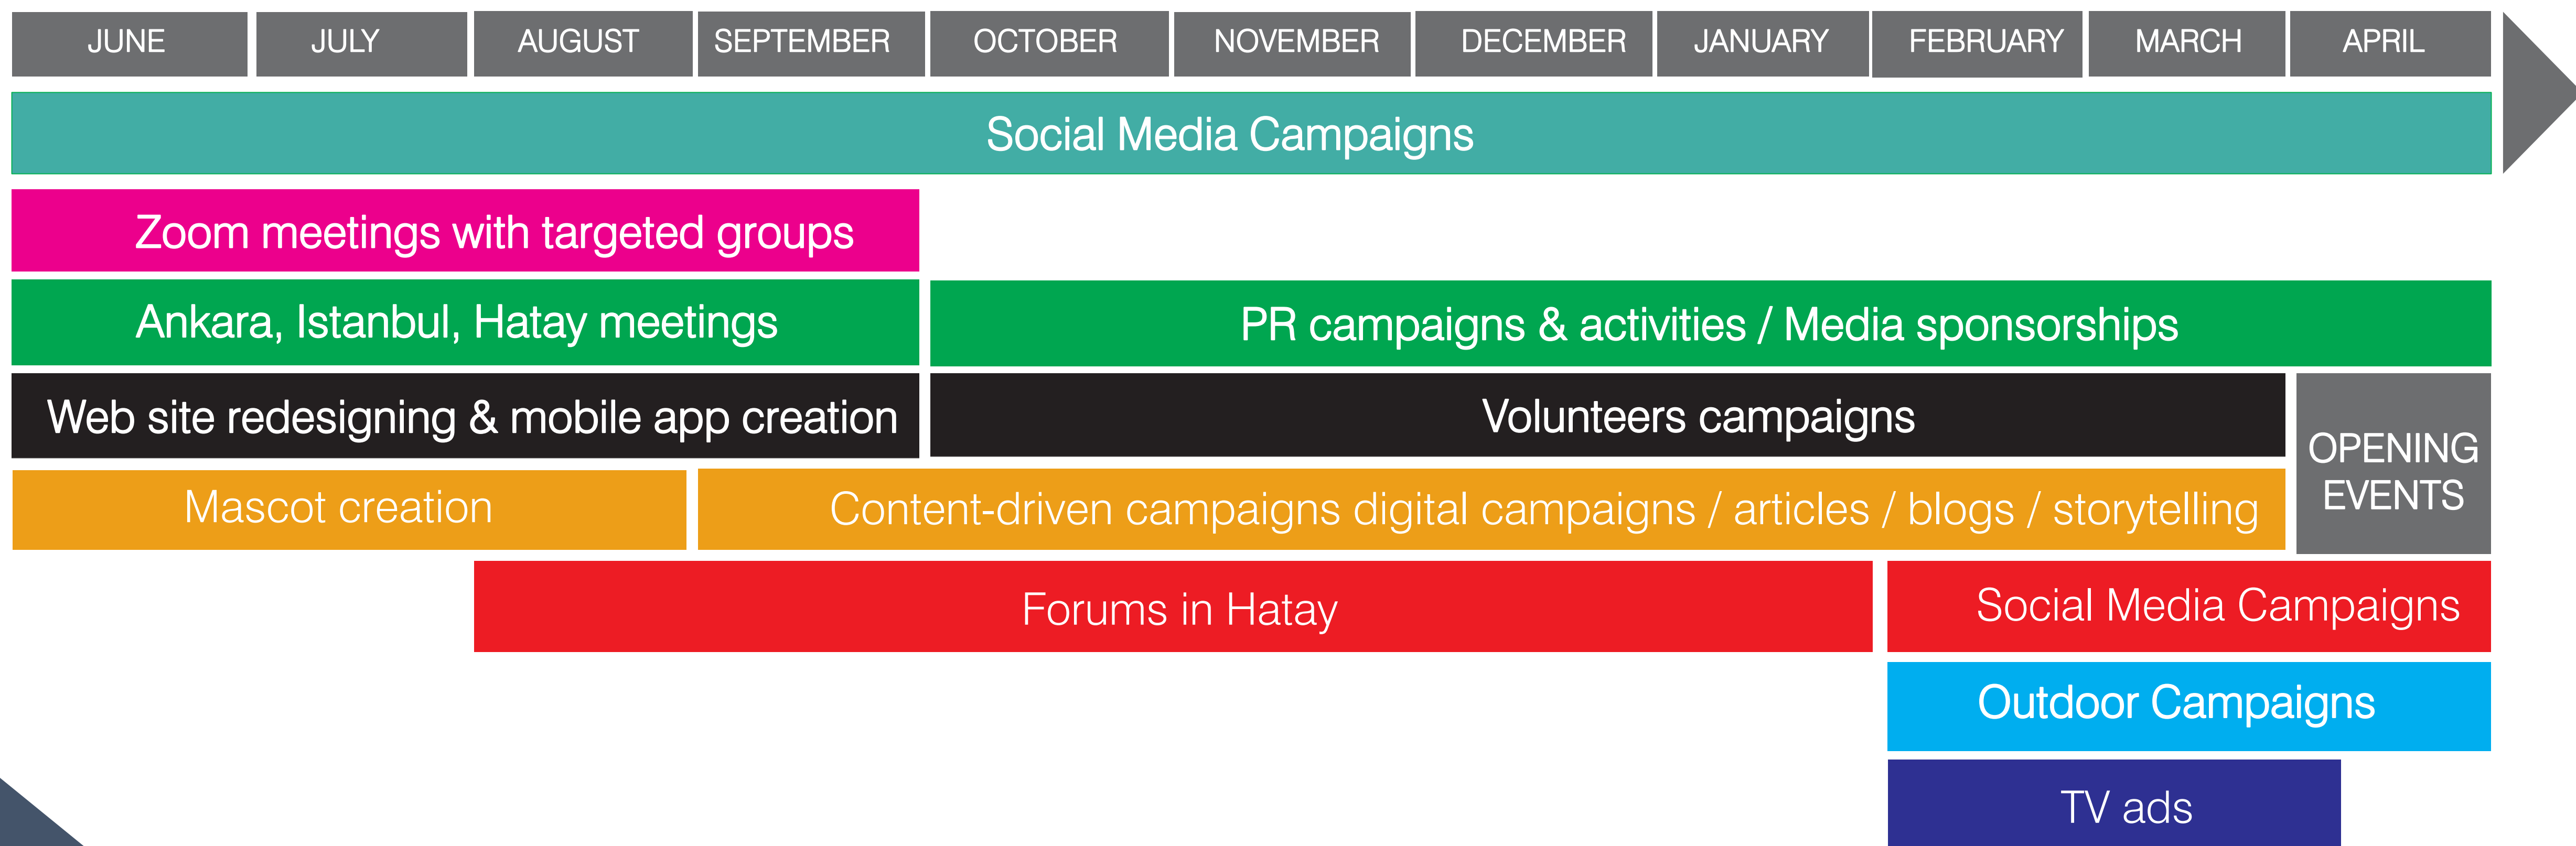 JUNE JULY AUGUST SEPTEMBER OCTOBER NOVEMBER DECEMBER JANUARY FEBRUARY MARCH APRIL
Social Media Campaigns
Zoom meetings with targeted groups
Ankara, Istanbul, Hatay meetings
PR campaigns & activities / Media sponsorships
Web site redesigning & mobile app creation
Volunteers campaigns
OPENING
EVENTS
Mascot creation
Content-driven campaigns digital campaigns / articles / blogs / storytelling
Forums in Hatay
Social Media Campaigns
Outdoor Campaigns
TV ads